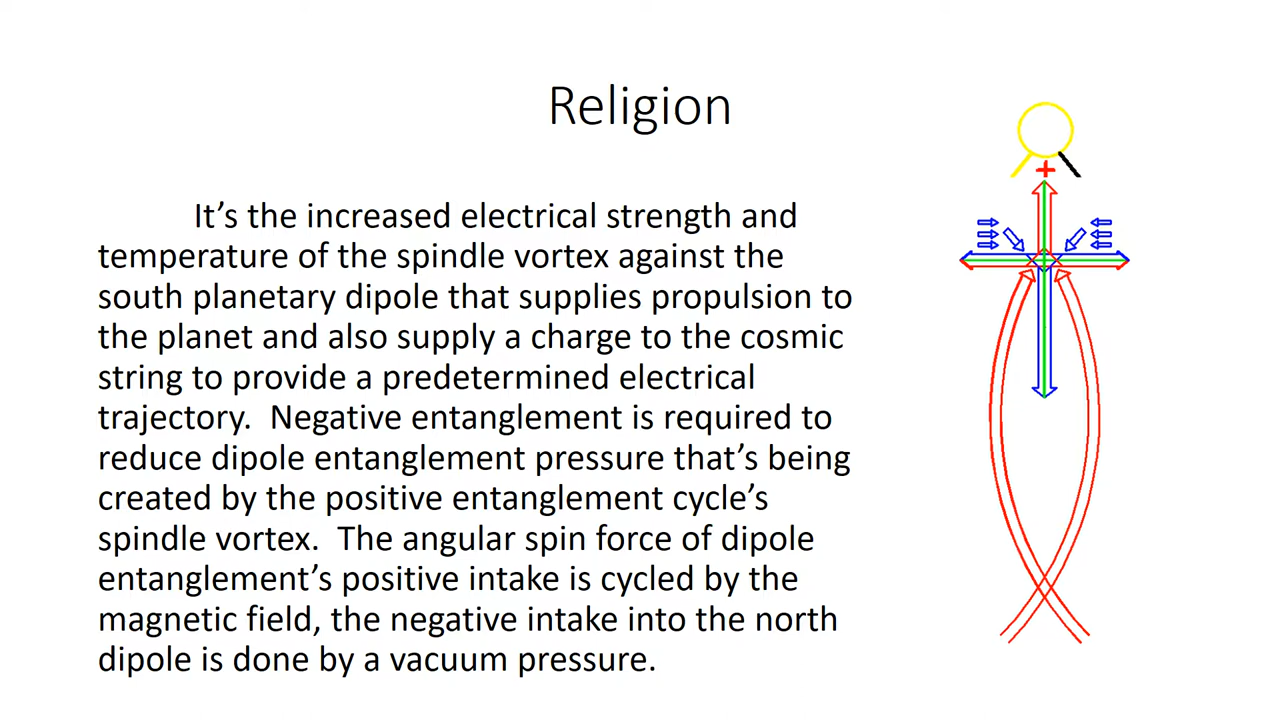 Religion
It’s the increased electrical strength and
temperature of the spindle vortex against the
south planetary dipole that supplies propulsion to
the planet and also supply a charge to the cosmic
string to provide a predetermined electrical
trajectory.  Negative entanglement is required to
reduce dipole entanglement pressure that’s being
created by the positive entanglement cycle’s
spindle vortex.  The angular spin force of dipole
entanglement’s positive intake is cycled by the
magnetic field, the negative intake into the north
dipole is done by a vacuum pressure.
+